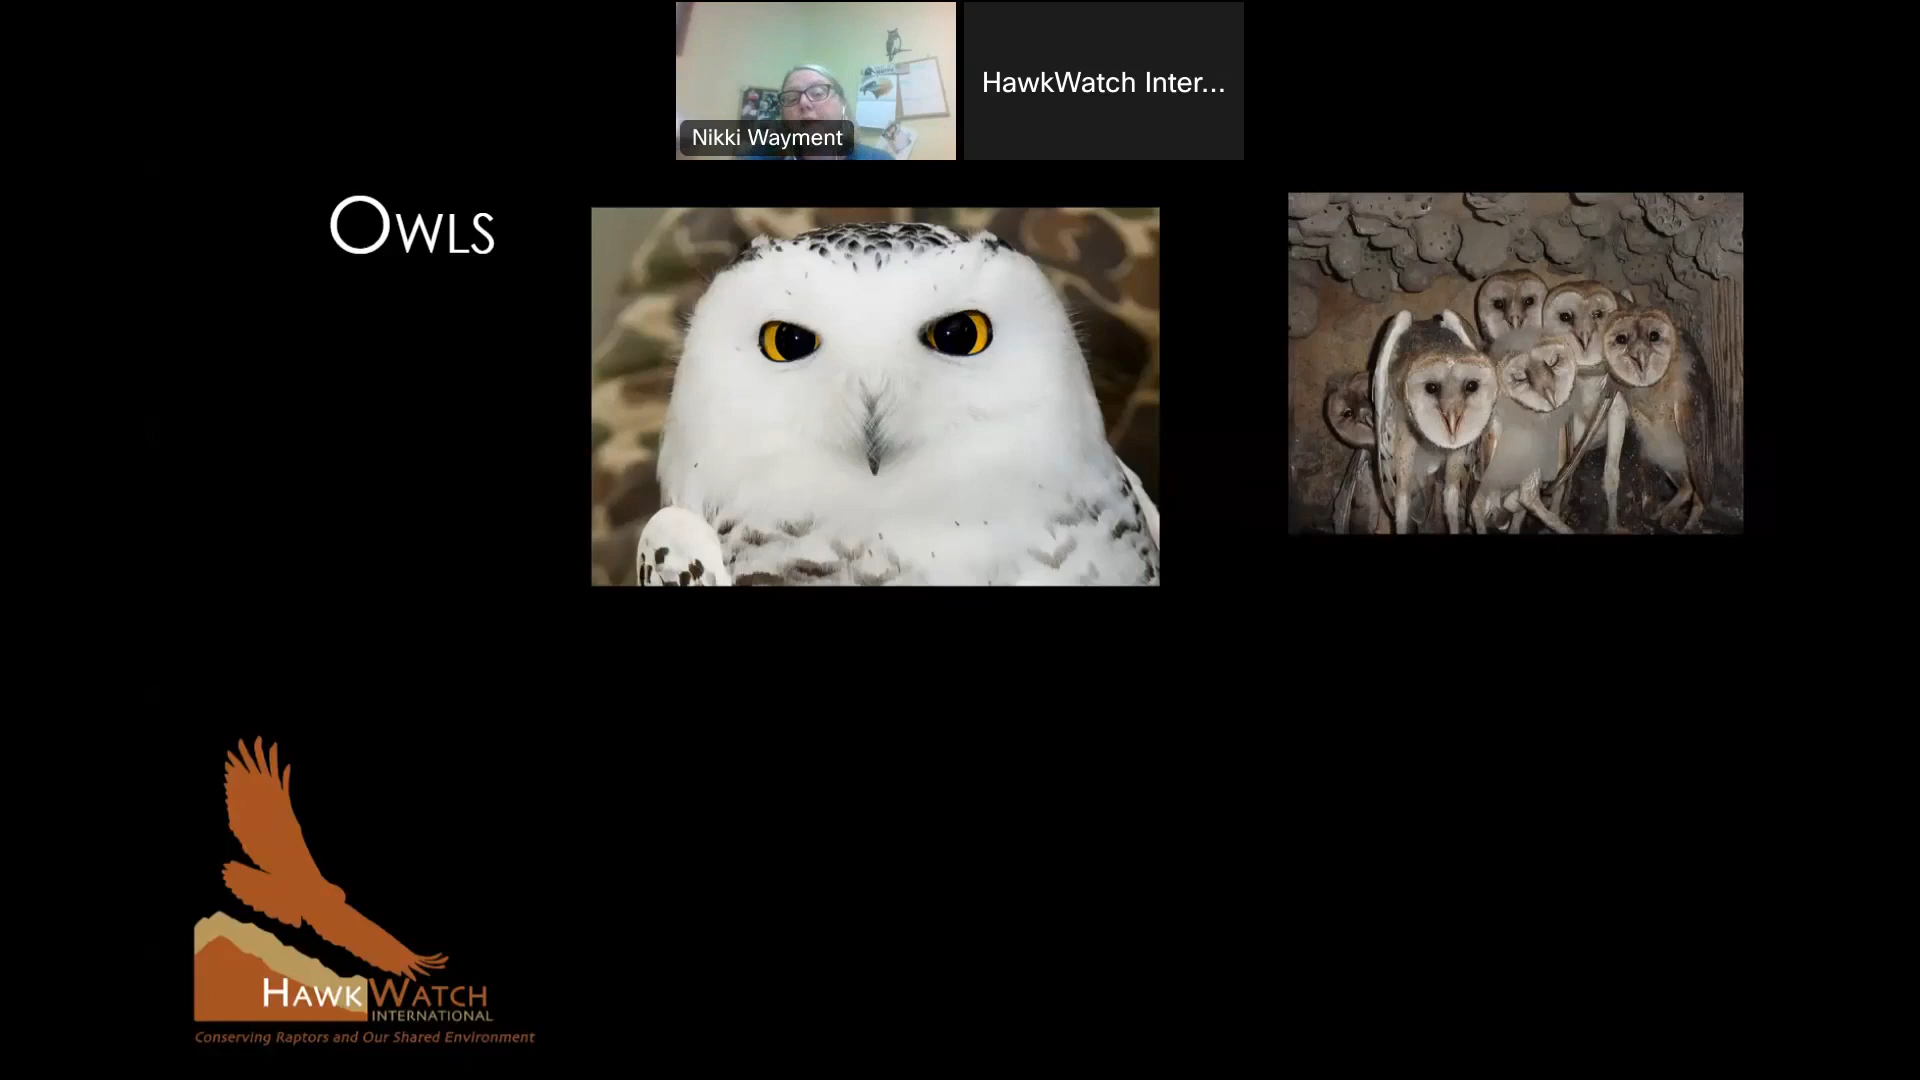 Nikki Wayment
HawkWatch Inter...
OWLS
HAWKWATCH
INTERNATIONAL
Conserving Raptors and Our Shared Environment